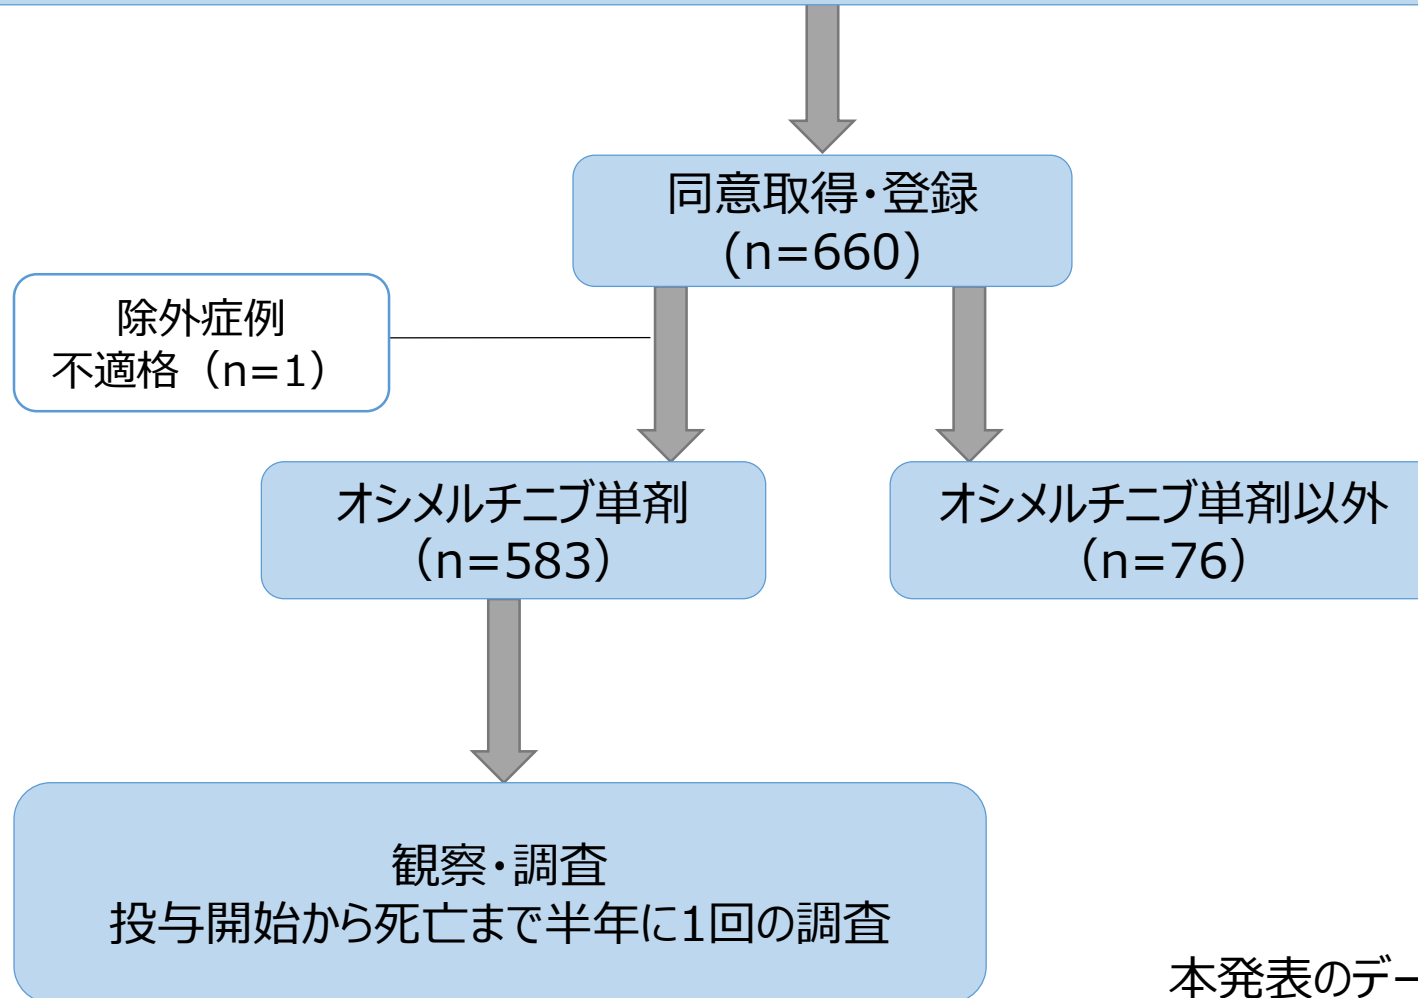 同意取得・登録
(n=660)
除外症例
不適格（n=1）
オシメルチニブ単剤
（n=583）
オシメルチニブ単剤以外
（n=76）
観察・調査
投与開始から死亡まで半年に1回の調査
本発表のデー